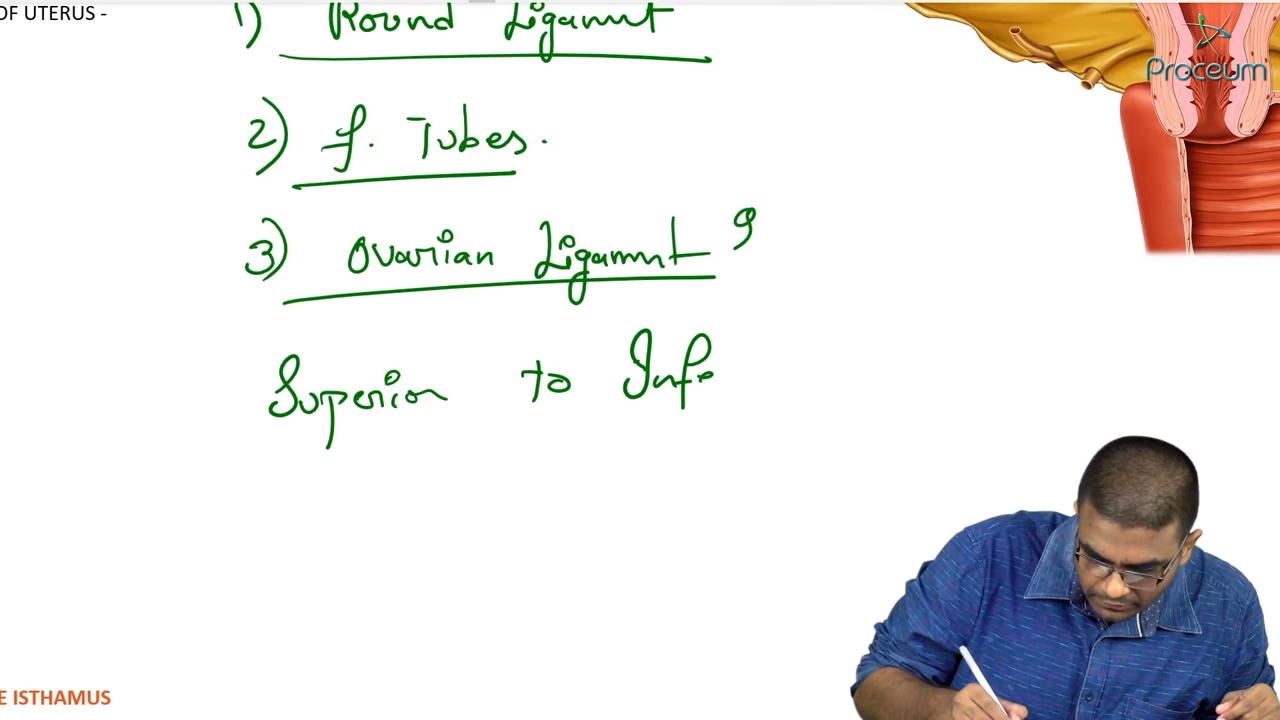 OF UTERUS -
1) Round Ligament
Proceum
2) f. Tubes.
3) Ovarian Ligament
Superior to Infe
E ISTHAMUS